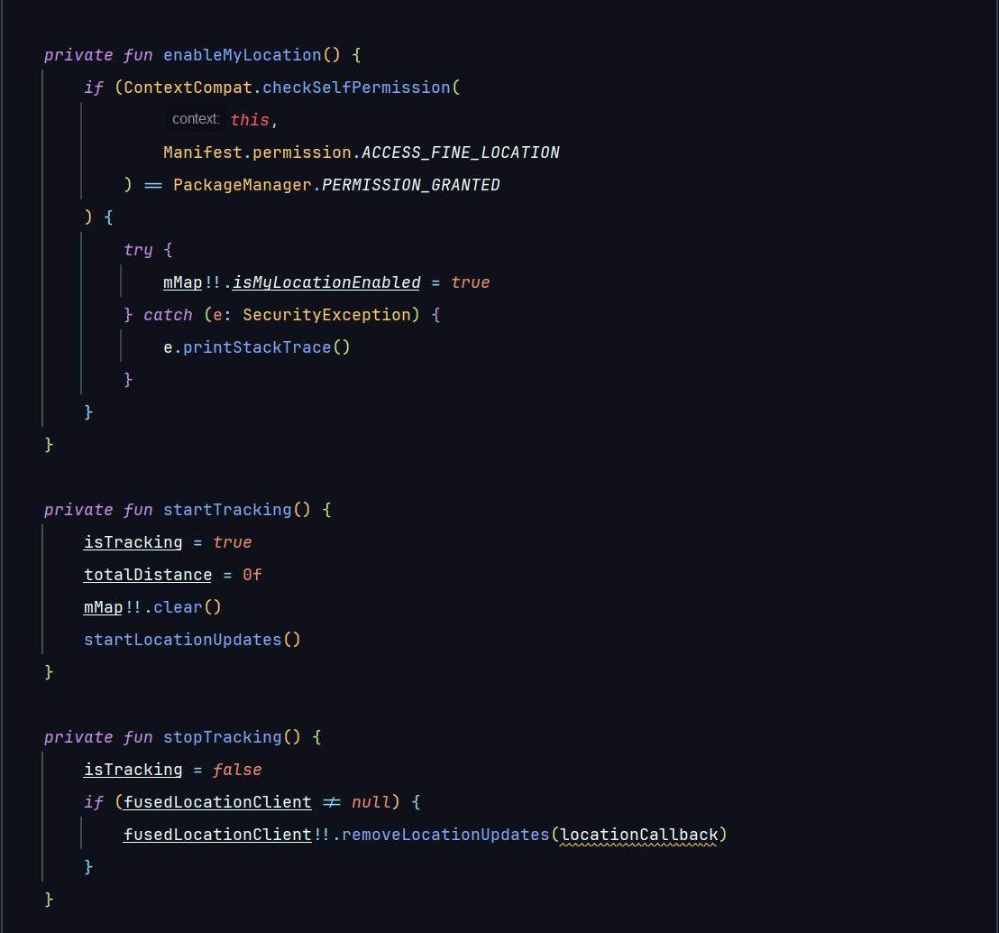 private fun enableMyLocation() {
    if (ContextCompat.checkSelfPermission(
            context: this,
            Manifest.permission.ACCESS_FINE_LOCATION
        ) == PackageManager.PERMISSION_GRANTED
    ) {
        try {
            mMap!!.isMyLocationEnabled = true
        } catch (e: SecurityException) {
            e.printStackTrace()
        }
    }
}

private fun startTracking() {
    isTracking = true
    totalDistance = 0f
    mMap!!.clear()
    startLocationUpdates()
}

private fun stopTracking() {
    isTracking = false
    if (fusedLocationClient != null) {
        fusedLocationClient!!.removeLocationUpdates(locationCallback)
    }
}